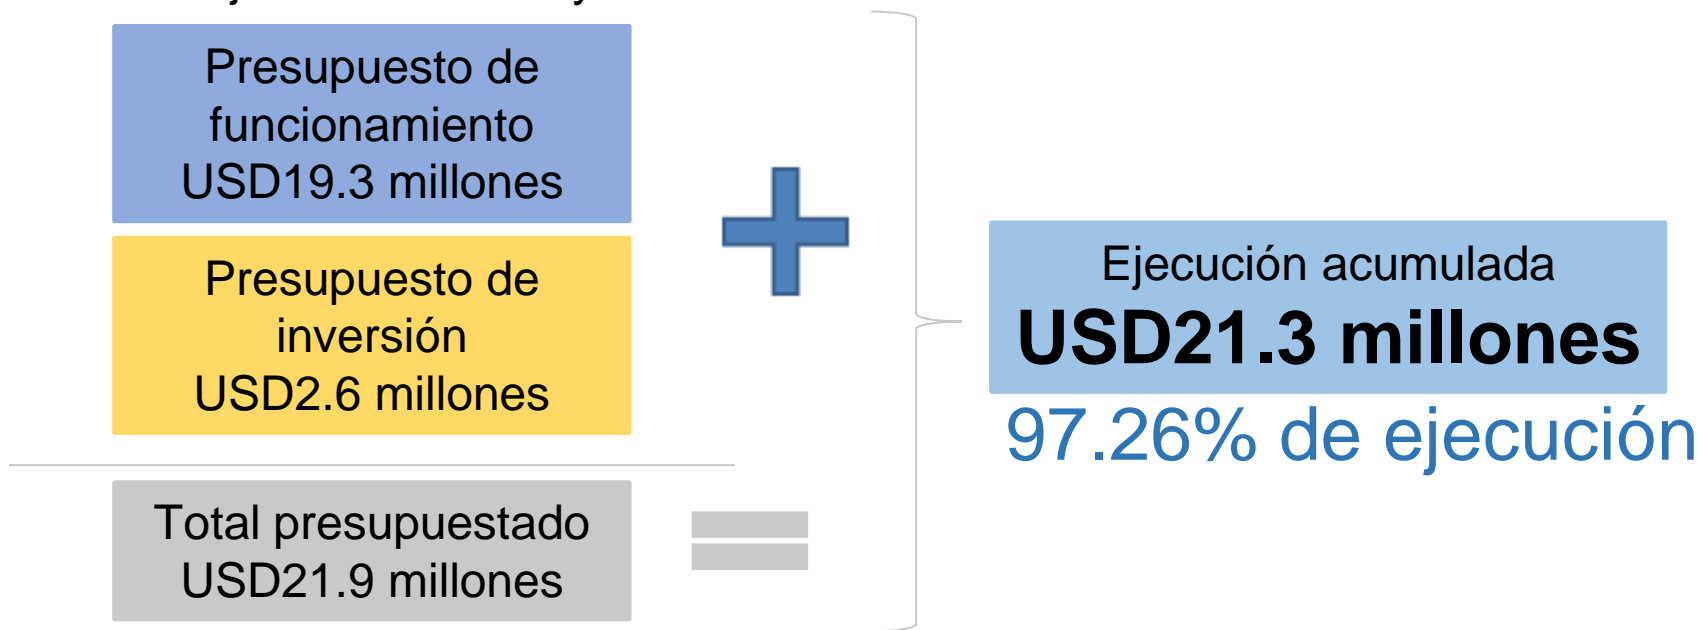 Presupuesto de
funcionamiento
USD19.3 millones
Presupuesto de
inversión
USD2.6 millones
Total presupuestado
USD21.9 millones
Ejecución acumulada
USD21.3 millones
97.26% de ejecución